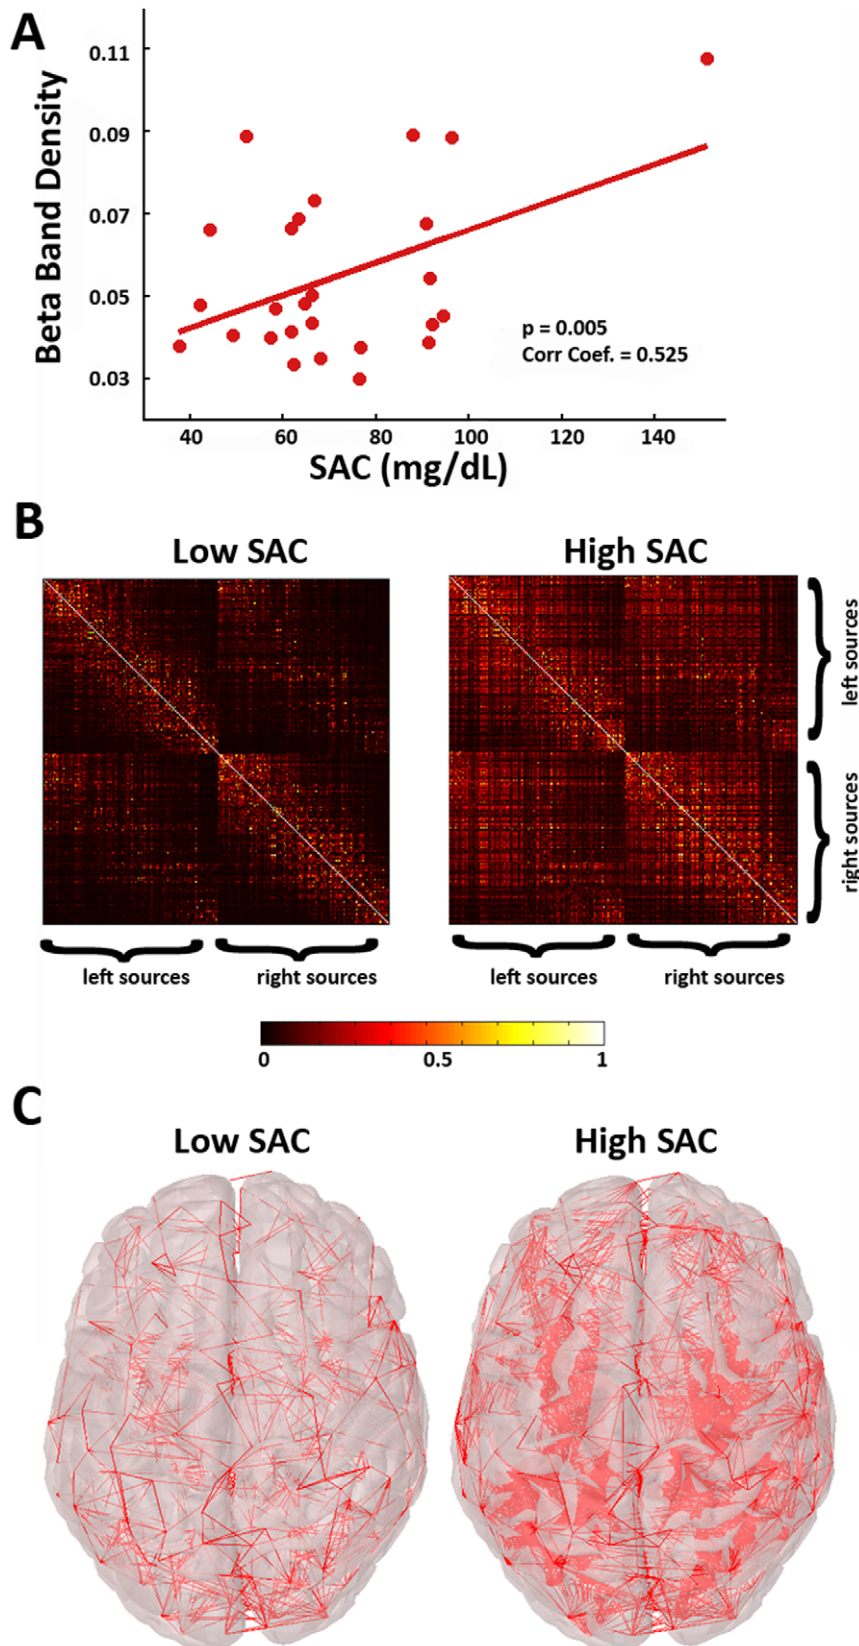 A
Beta Band Density
0.11
0.09
0.07
0.05
0.03
p = 0.005
Corr Coef. = 0.525
40 60 80 100 120 140
SAC (mg/dL)
B
Low SAC High SAC
left sources
right sources
left sources right sources left sources right sources
0 0.5 1
C
Low SAC High SAC